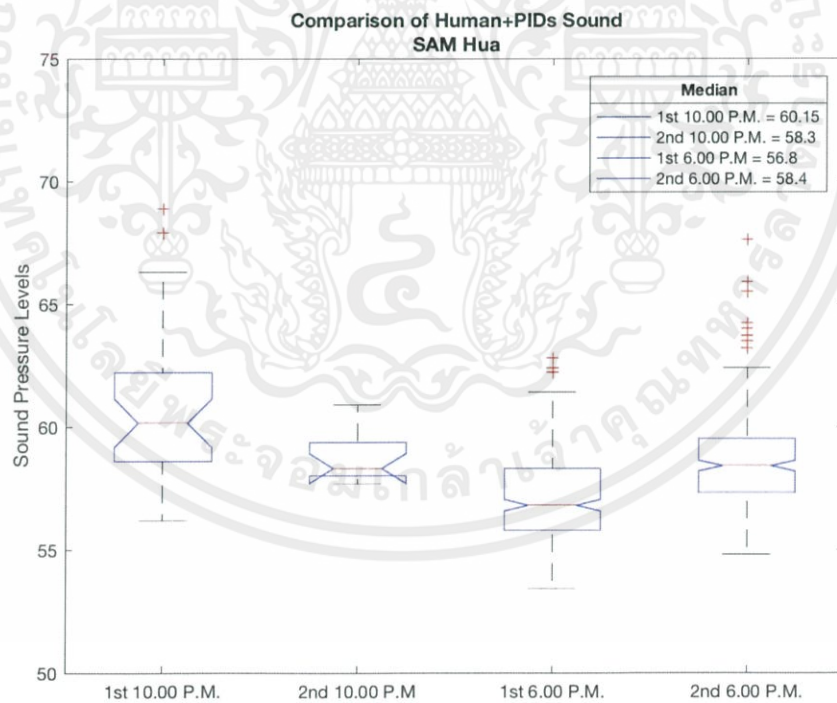 Comparison of Human+PIDs Sound
SAM Hua
75
70
65
60
55
50
Sound Pressure Levels
Median
1st 10.00 P.M. = 60.15
2nd 10.00 P.M. = 58.3
1st 6.00 P.M = 56.8
2nd 6.00 P.M. = 58.4
1st 10.00 P.M.
2nd 10.00 P.M
1st 6.00 P.M.
2nd 6.00 P.M.